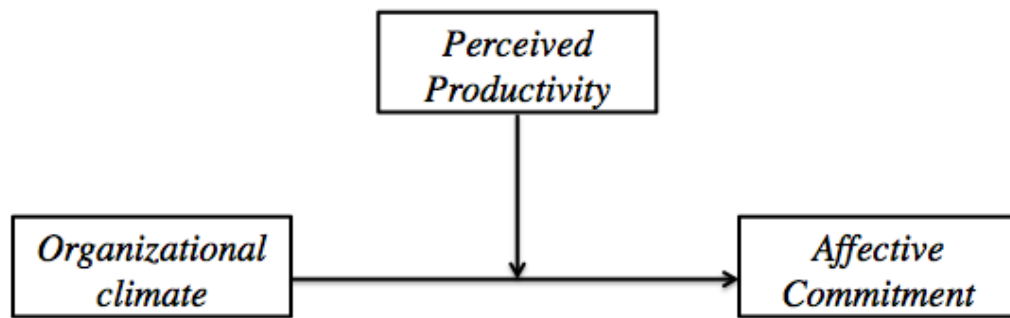 Perceived
Productivity
Organizational
climate
Affective
Commitment